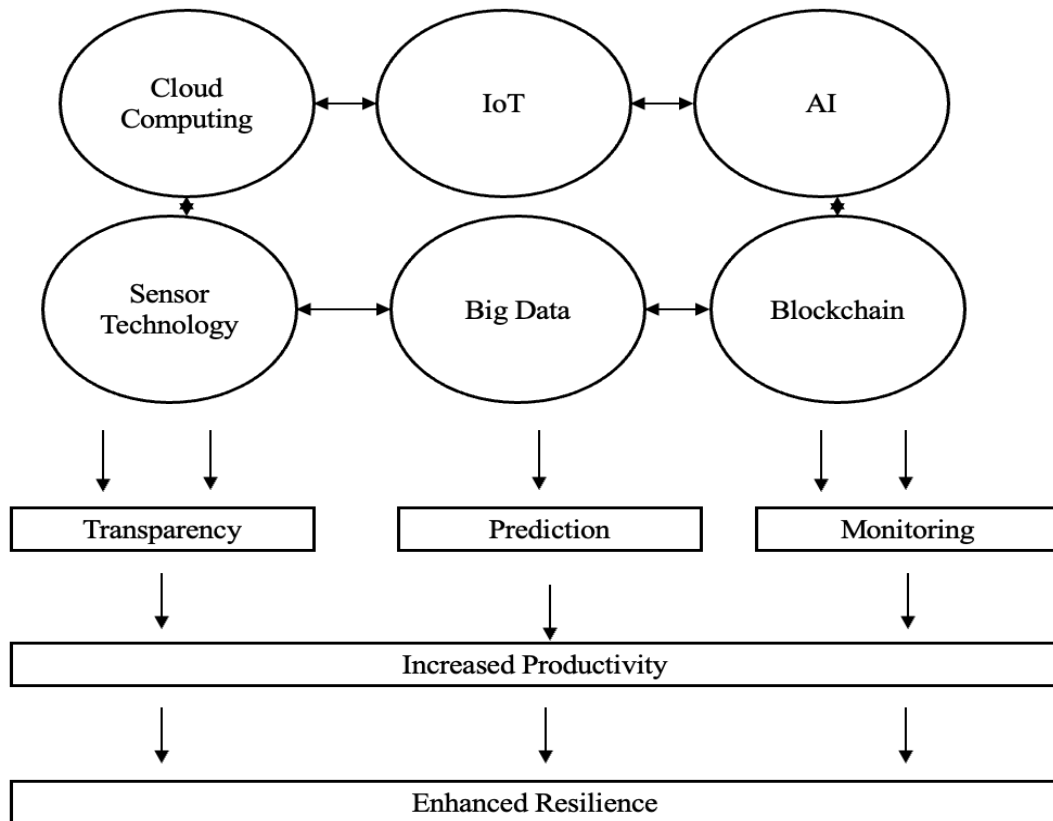 Cloud
Computing
IoT
AI
Sensor
Technology
Big Data
Blockchain
Transparency
Prediction
Monitoring
Increased Productivity
Enhanced Resilience